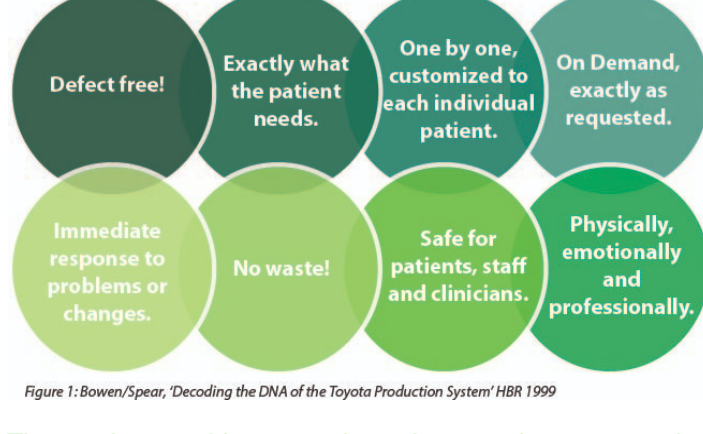 Defect free!
Exactly what
the patient
needs.
One by one,
customized to
each individual
patient.
On Demand,
exactly as
requested.
Immediate
response to
problems or
changes.
No waste!
Safe for
patients, staff
and clinicians.
Physically,
emotionally
and
professionally.
Figure 1: Bowen/Spear, 'Decoding the DNA of the Toyota Production System' HBR 1999